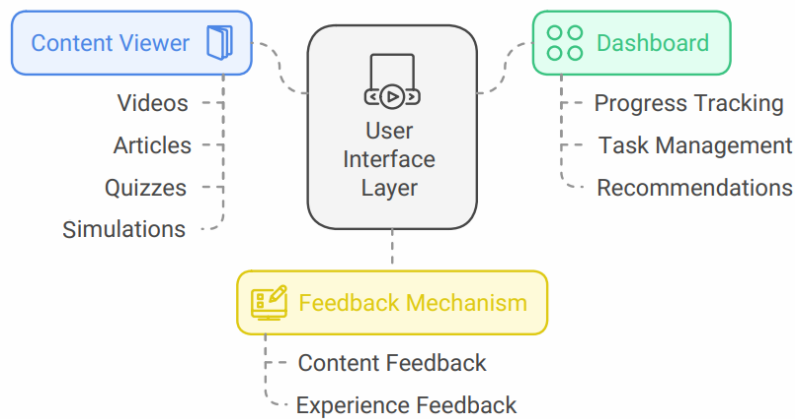 Content Viewer
Videos
Articles
Quizzes
Simulations
User
Interface
Layer
Dashboard
Progress Tracking
Task Management
Recommendations
Feedback Mechanism
Content Feedback
Experience Feedback